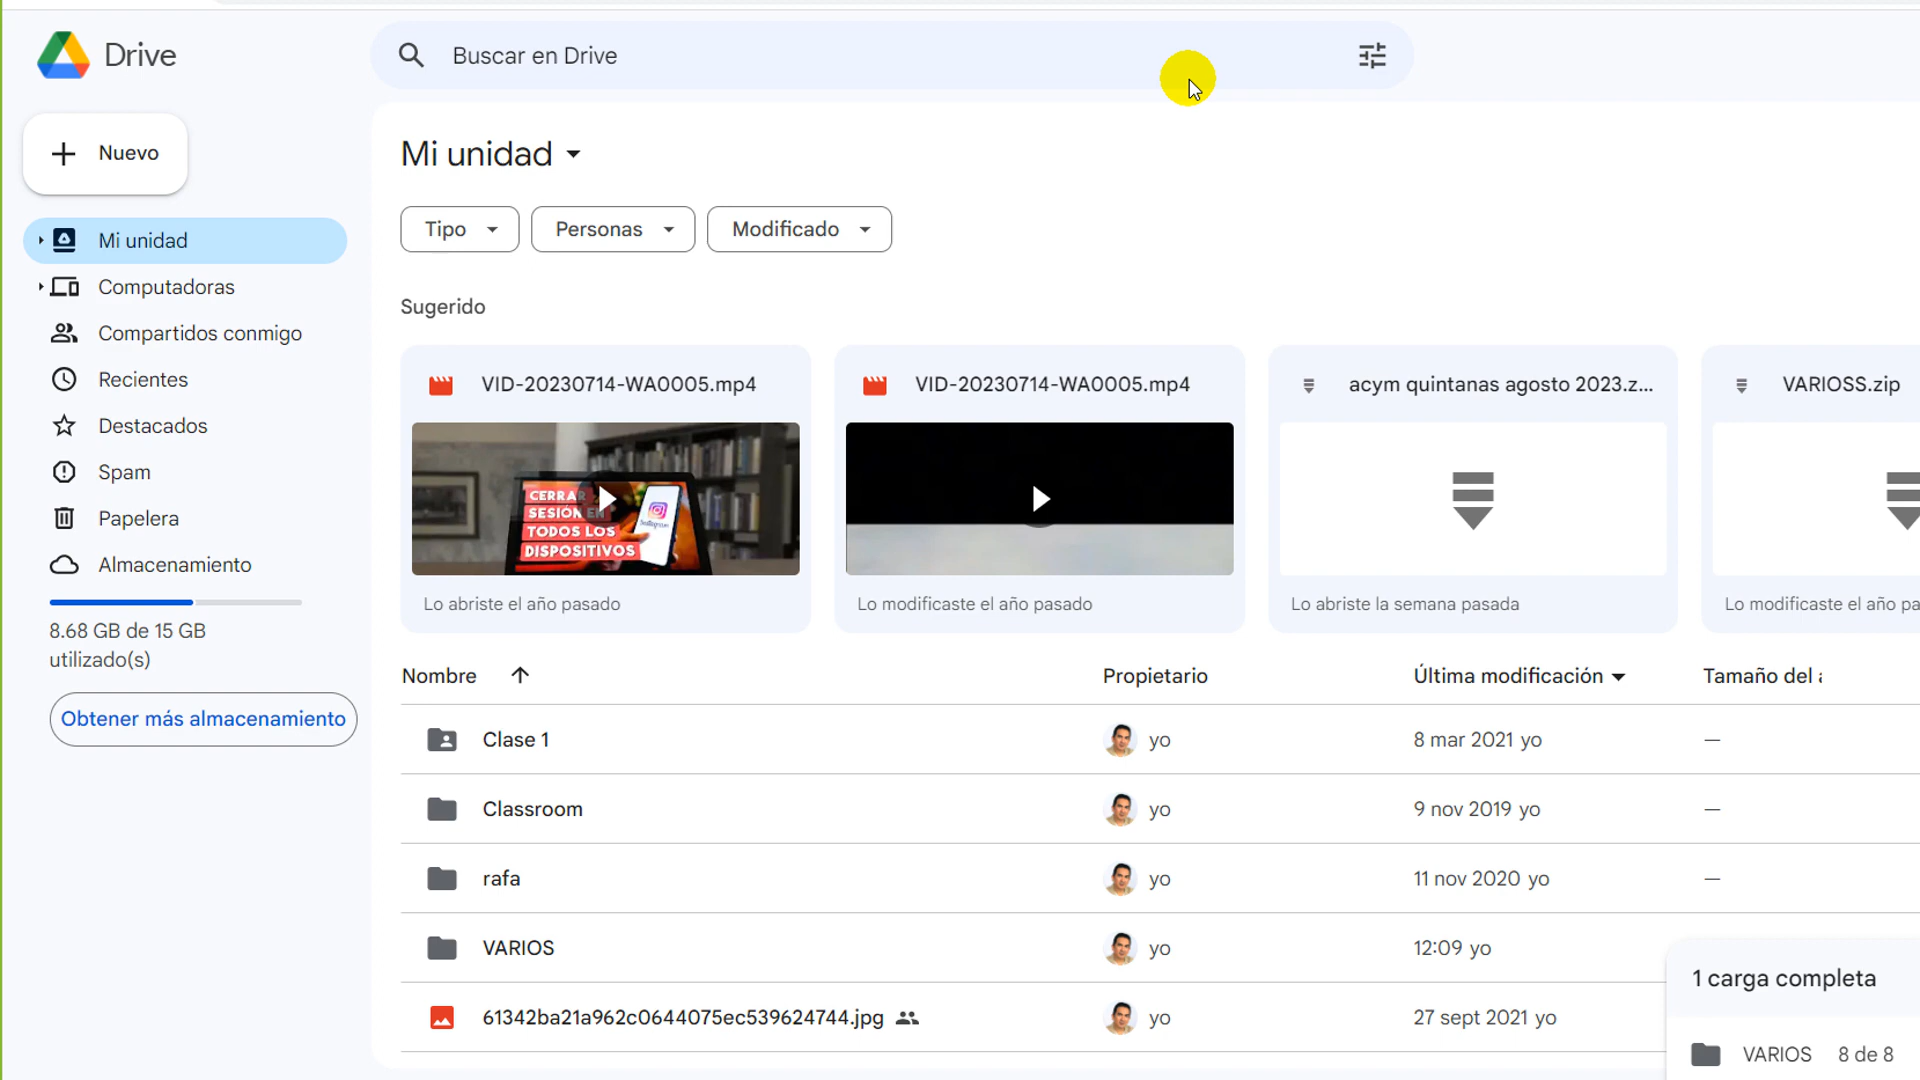 Drive
Buscar en Drive
Nuevo
Mi unidad
Mi unidad
Computadoras
Compartidos conmigo
Recientes
Destacados
Spam
Papelera
Almacenamiento
8.68 GB de 15 GB
utilizado(s)
Obtener más almacenamiento
Tipo
Personas
Modificado
Sugerido
VID-20230714-WA0005.mp4
CERRAR
SESIÓN EN
TODOS LOS
DISPOSITIVOS
Instagram
Lo abriste el año pasado
VID-20230714-WA0005.mp4
Lo modificaste el año pasado
acym quintanas agosto 2023.z...
Lo abriste la semana pasada
VARIOSS.zip
Lo modificaste el año pa
Nombre Propietario Última modificación Tamaño del a
Clase 1 yo 8 mar 2021 yo —
Classroom yo 9 nov 2019 yo —
rafa yo 11 nov 2020 yo —
VARIOS yo 12:09 yo
61342ba21a962c0644075ec539624744.jpg yo 27 sept 2021 yo
1 carga completa
VARIOS 8 de 8